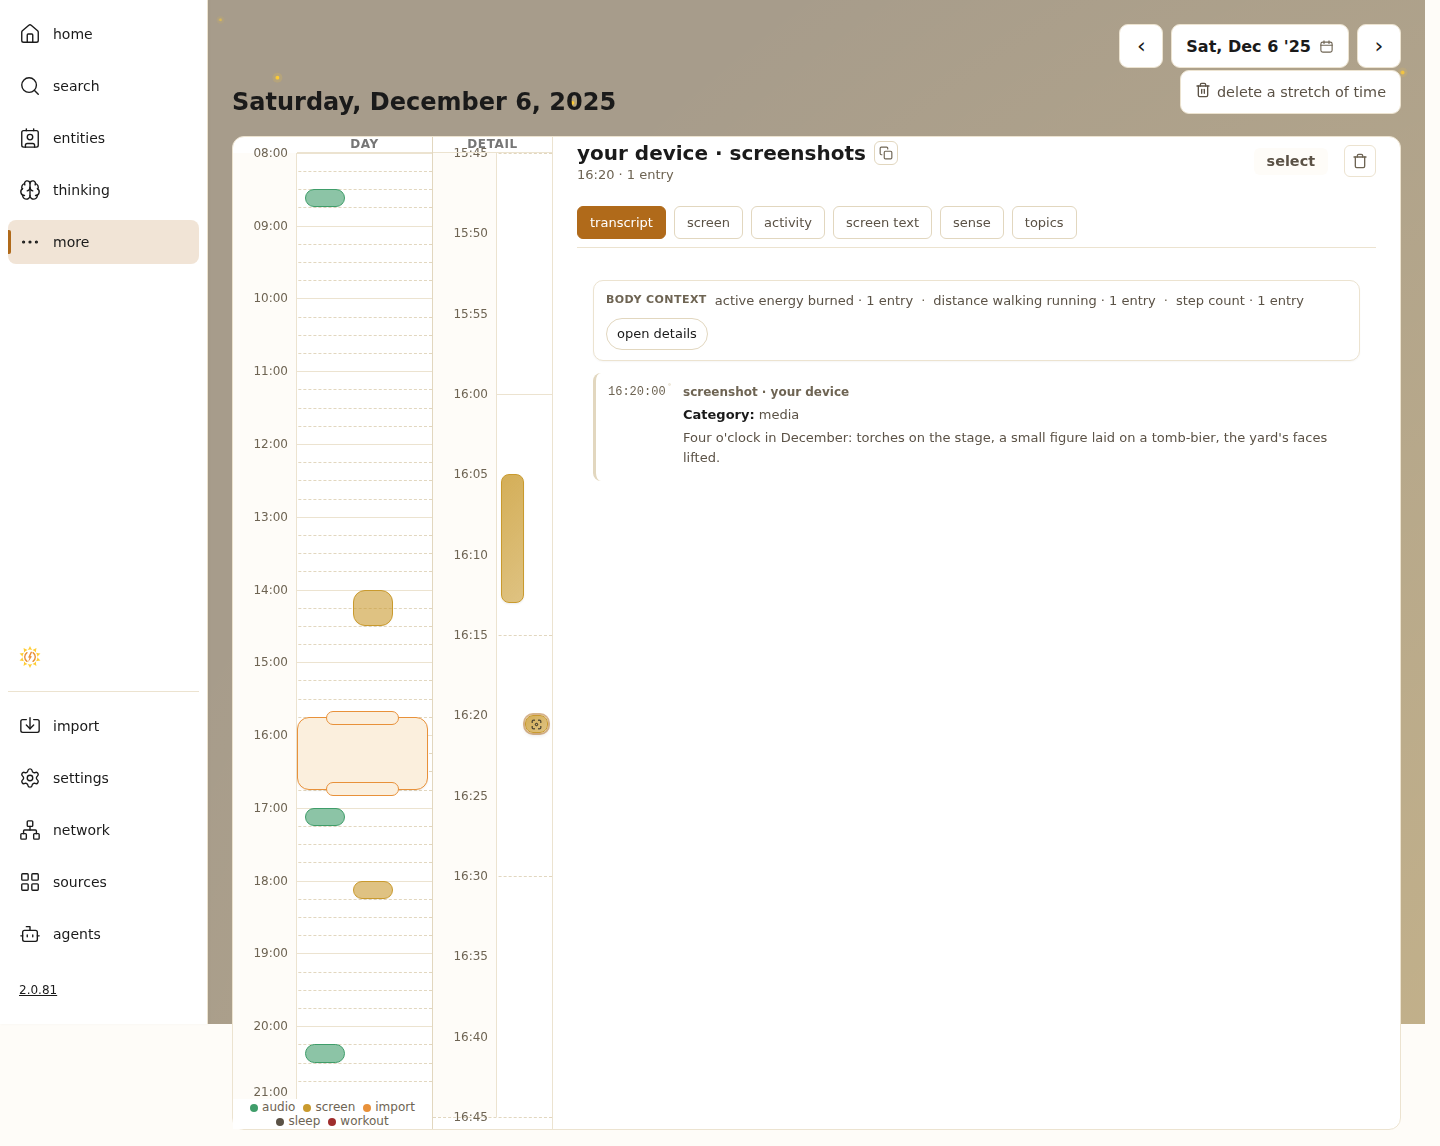 home
search
entities
thinking
more
import
settings
network
sources
agents
2.0.81
Sat, Dec 6 '25
delete a stretch of time
Saturday, December 6, 2025
DAY
DETAIL
08:00
09:00
10:00
11:00
12:00
13:00
14:00
15:00
16:00
17:00
18:00
19:00
20:00
21:00
audio screen import
sleep workout
15:45
15:50
15:55
16:00
16:05
16:10
16:15
16:20
16:25
16:30
16:35
16:40
16:45
your device · screenshots
16:20 · 1 entry
select
transcript screen activity screen text sense topics
BODY CONTEXT active energy burned · 1 entry · distance walking running · 1 entry · step count · 1 entry
open details
16:20:00 screenshot · your device
Category: media
Four o'clock in December: torches on the stage, a small figure laid on a tomb-bier, the yard's faces
lifted.